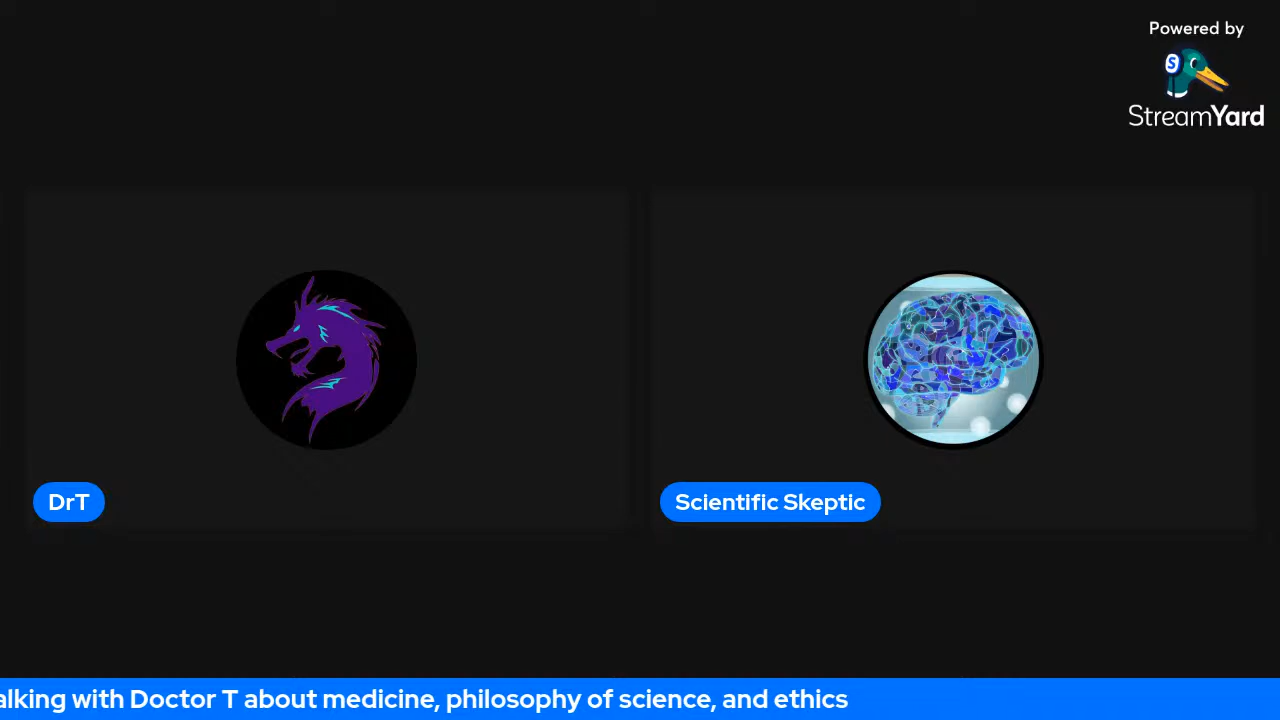 Powered by
S
StreamYard
DrT
Scientific Skeptic
alking with Doctor T about medicine, philosophy of science, and ethics